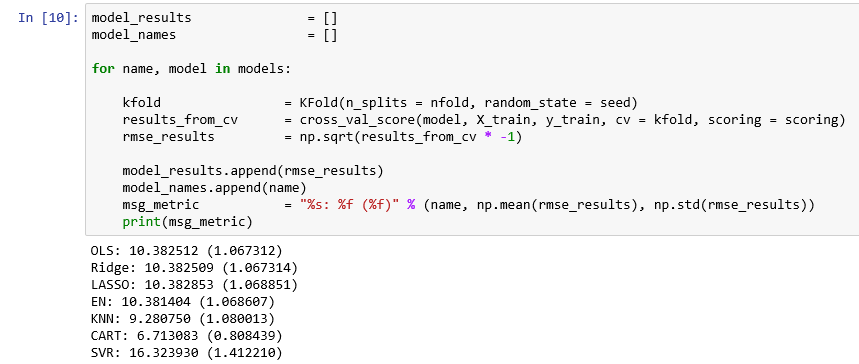 In [10]: model_results = []
model_names = []
for name, model in models:
kfold = KFold(n_splits = nfold, random_state = seed)
results_from_cv = cross_val_score(model, X_train, y_train, cv = kfold, scoring = scoring)
rmse_results = np.sqrt(results_from_cv * -1)
model_results.append(rmse_results)
model_names.append(name)
msg_metric = "%s: %f (%f)" % (name, np.mean(rmse_results), np.std(rmse_results))
print(msg_metric)
OLS: 10.382512 (1.067312)
Ridge: 10.382509 (1.067314)
LASSO: 10.382853 (1.068851)
EN: 10.381404 (1.068607)
KNN: 9.280750 (1.080013)
CART: 6.713083 (0.808439)
SVR: 16.323930 (1.412210)